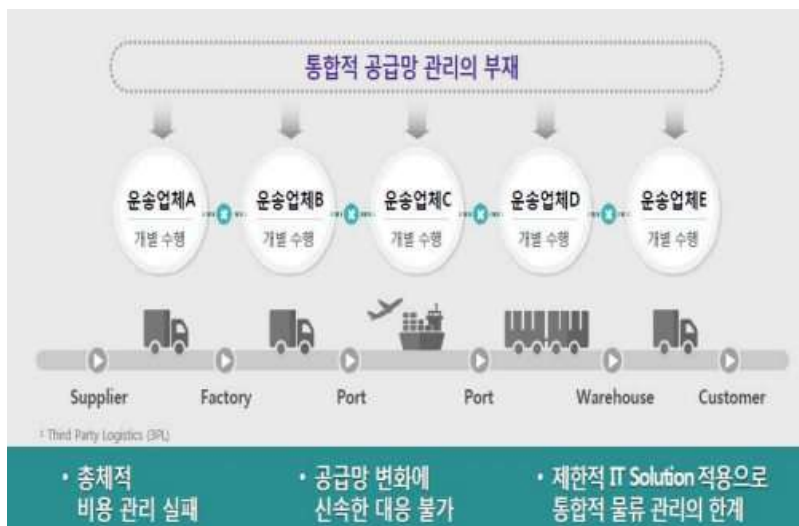 통합적 공급망 관리의 부재
운송업체A
개별 수행
운송업체B
개별 수행
운송업체C
개별 수행
운송업체D
개별 수행
운송업체E
개별 수행
Supplier
Factory
Port
Port
Warehouse
Customer
¹ Third Party Logistics (3PL)
• 총체적
비용 관리 실패
• 공급망 변화에
신속한 대응 불가
• 제한적 IT Solution 적용으로
통합적 물류 관리의 한계